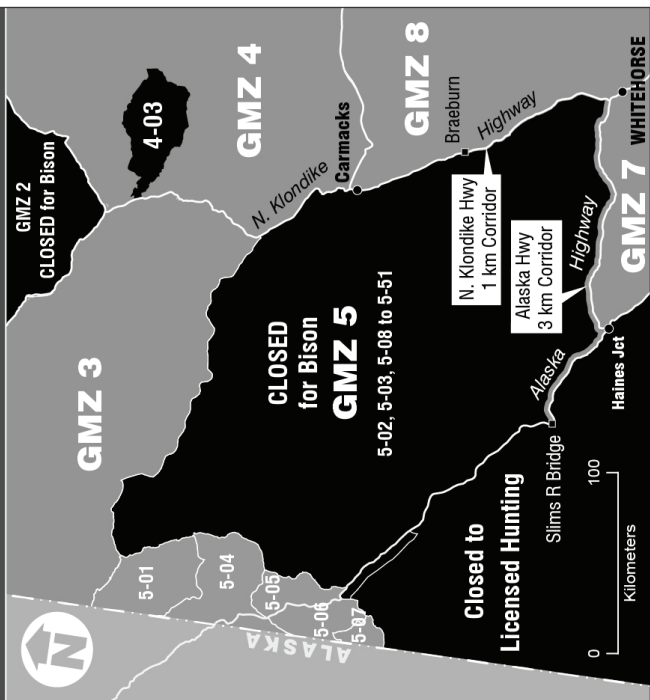 N
GMZ 2
CLOSED for Bison
4-03
GMZ 4
GMZ 3
N. Klondike
Carmacks
GMZ 8
Braeburn
Highway
N. Klondike Hwy
1 km Corridor
CLOSED
for Bison
GMZ 5
5-02, 5-03, 5-08 to 5-51
Alaska Hwy
3 km Corridor
Highway
WHITEHORSE
GMZ 7
Alaska
Haines Jct
Slims R Bridge
5-01
5-04
5-05
5-06
5-07
ALASKA
Closed to
Licensed Hunting
0
100
Kilometers